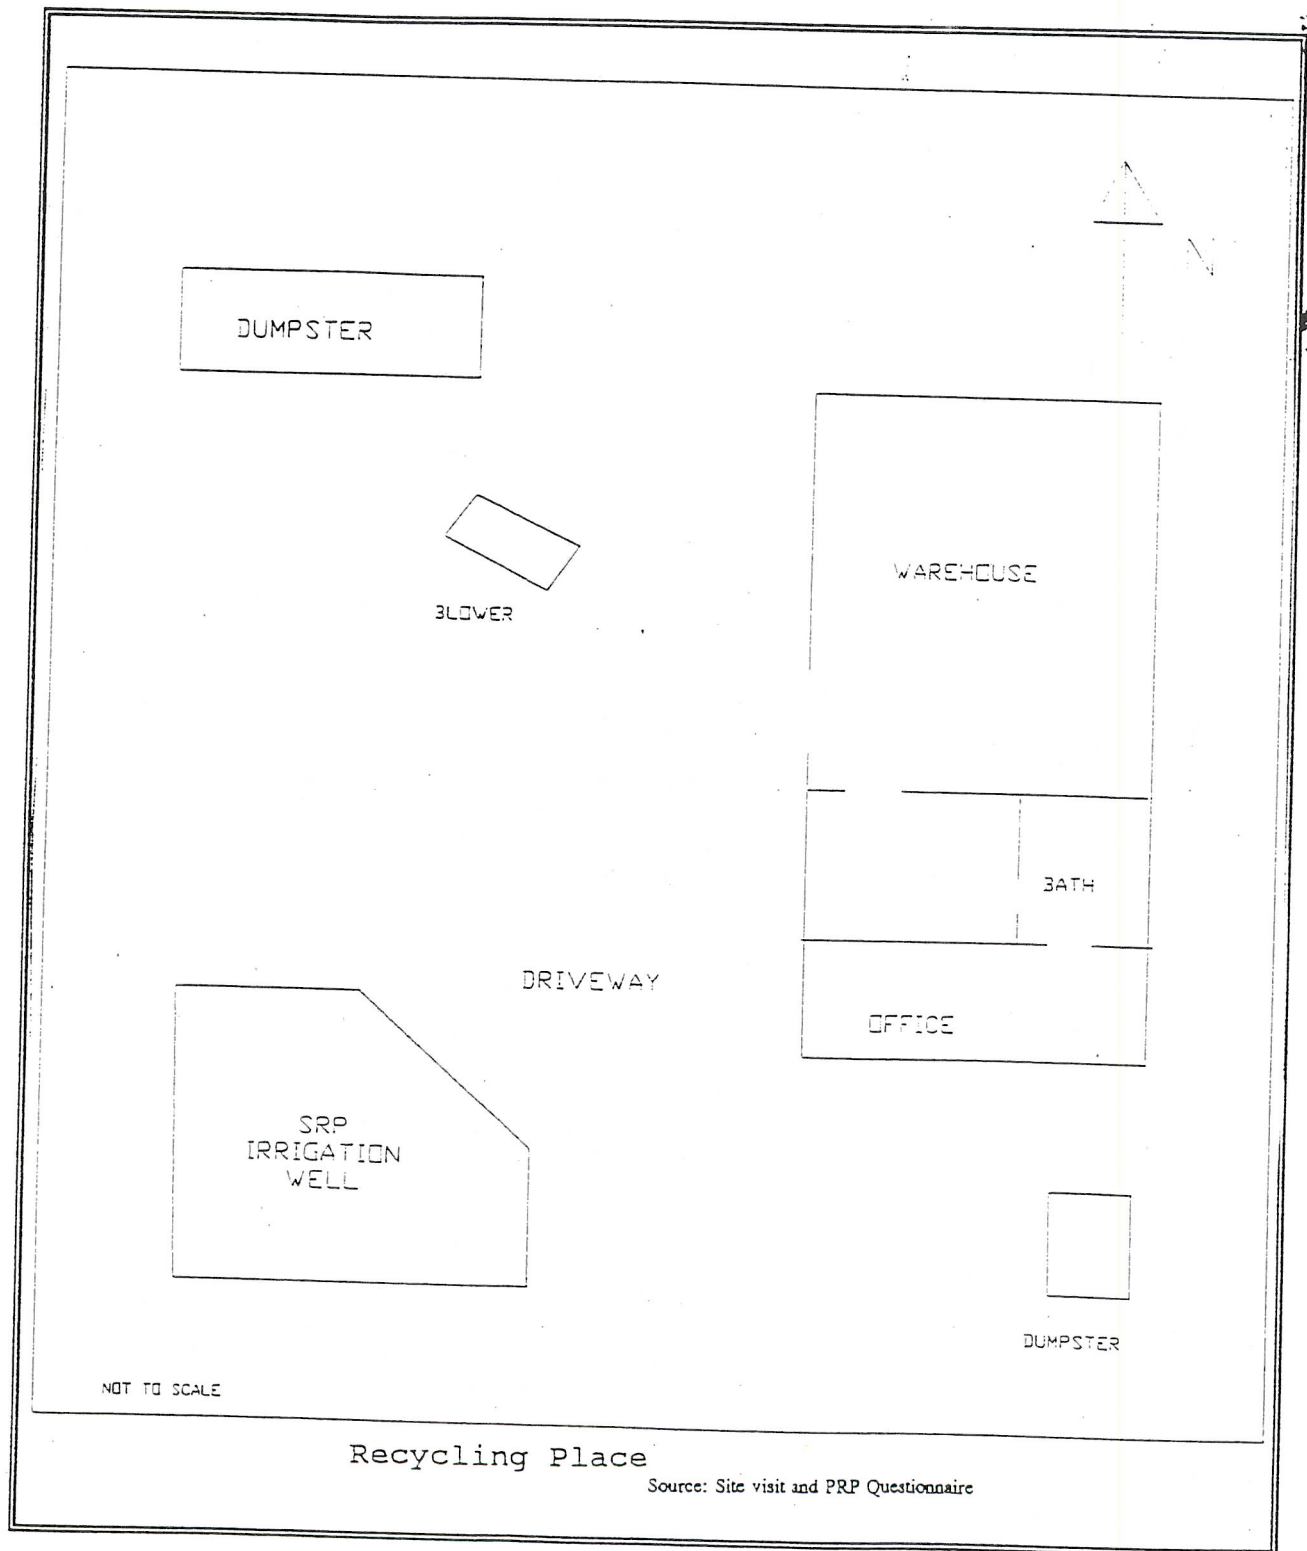 N
DUMPSTER
WAREHOUSE
BLOWER
BATH
DRIVEWAY
OFFICE
SRP
IRRIGATION
WELL
DUMPSTER
NOT TO SCALE
Recycling Place
Source: Site visit and PRP Questionnaire